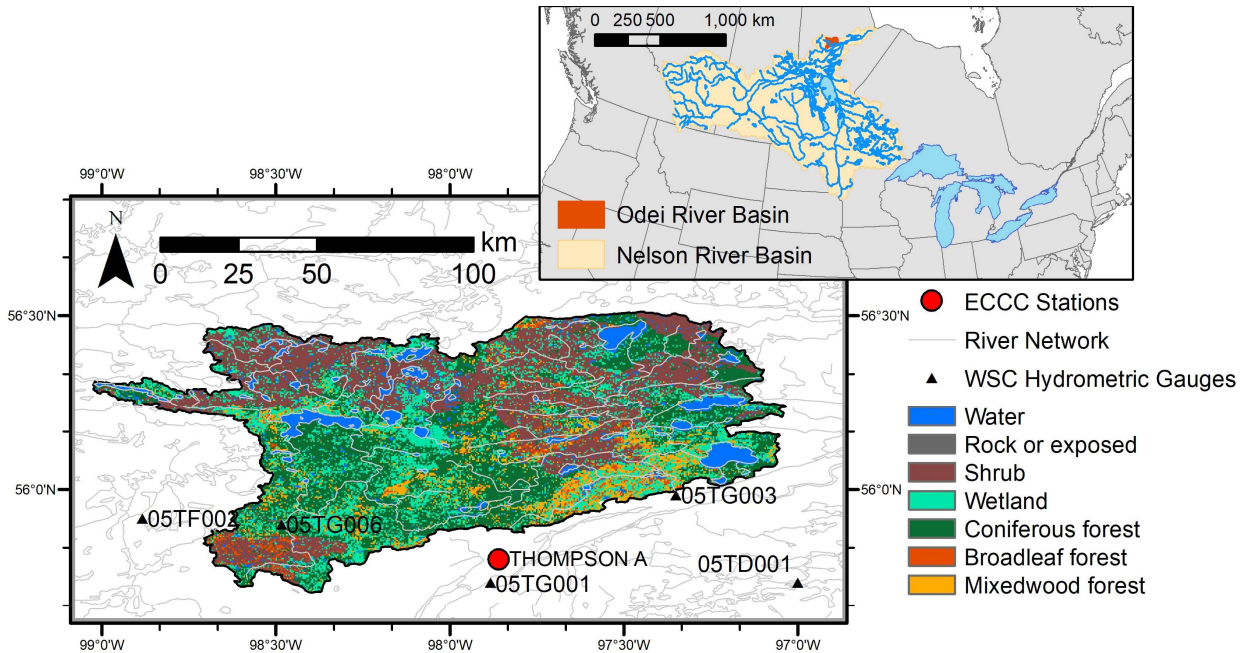 0 250 500 1,000 km
Odei River Basin
Nelson River Basin
99°W 98°30'W 98°W
N
km
0 25 50 100
56°30'N 56°30'N
56°0'N 56°0'N
05TG003
05TF002 05TG006
THOMPSON A
05TG001 05TD001
99°0'W 98°30'W 98°0'W 97°30'W 97°0'W
ECCC Stations
River Network
WSC Hydrometric Gauges
Water
Rock or exposed
Shrub
Wetland
Coniferous forest
Broadleaf forest
Mixedwood forest